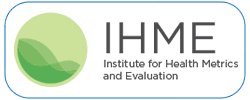 IHME
Institute for Health Metrics
and Evaluation